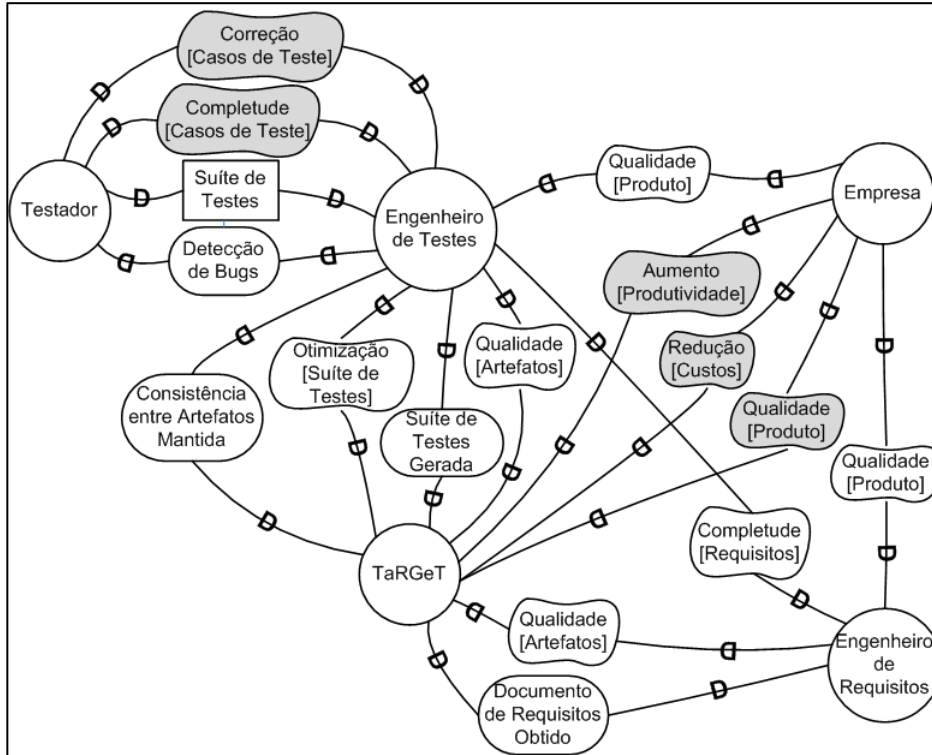 Correção
[Casos de Teste]
Completude
[Casos de Teste]
Suíte de
Testes
Detecção
de Bugs
Testador
Engenheiro
de Testes
Qualidade
[Produto]
Empresa
Aumento
[Produtividade]
Redução
[Custos]
Qualidade
[Produto]
Qualidade
[Produto]
Otimização
[Suíte de
Testes]
Qualidade
[Artefatos]
Consistência
entre Artefatos
Mantida
Suíte de
Testes
Gerada
Completude
[Requisitos]
TaRGeT
Qualidade
[Artefatos]
Engenheiro
de
Requisitos
Documento
de Requisitos
Obtido